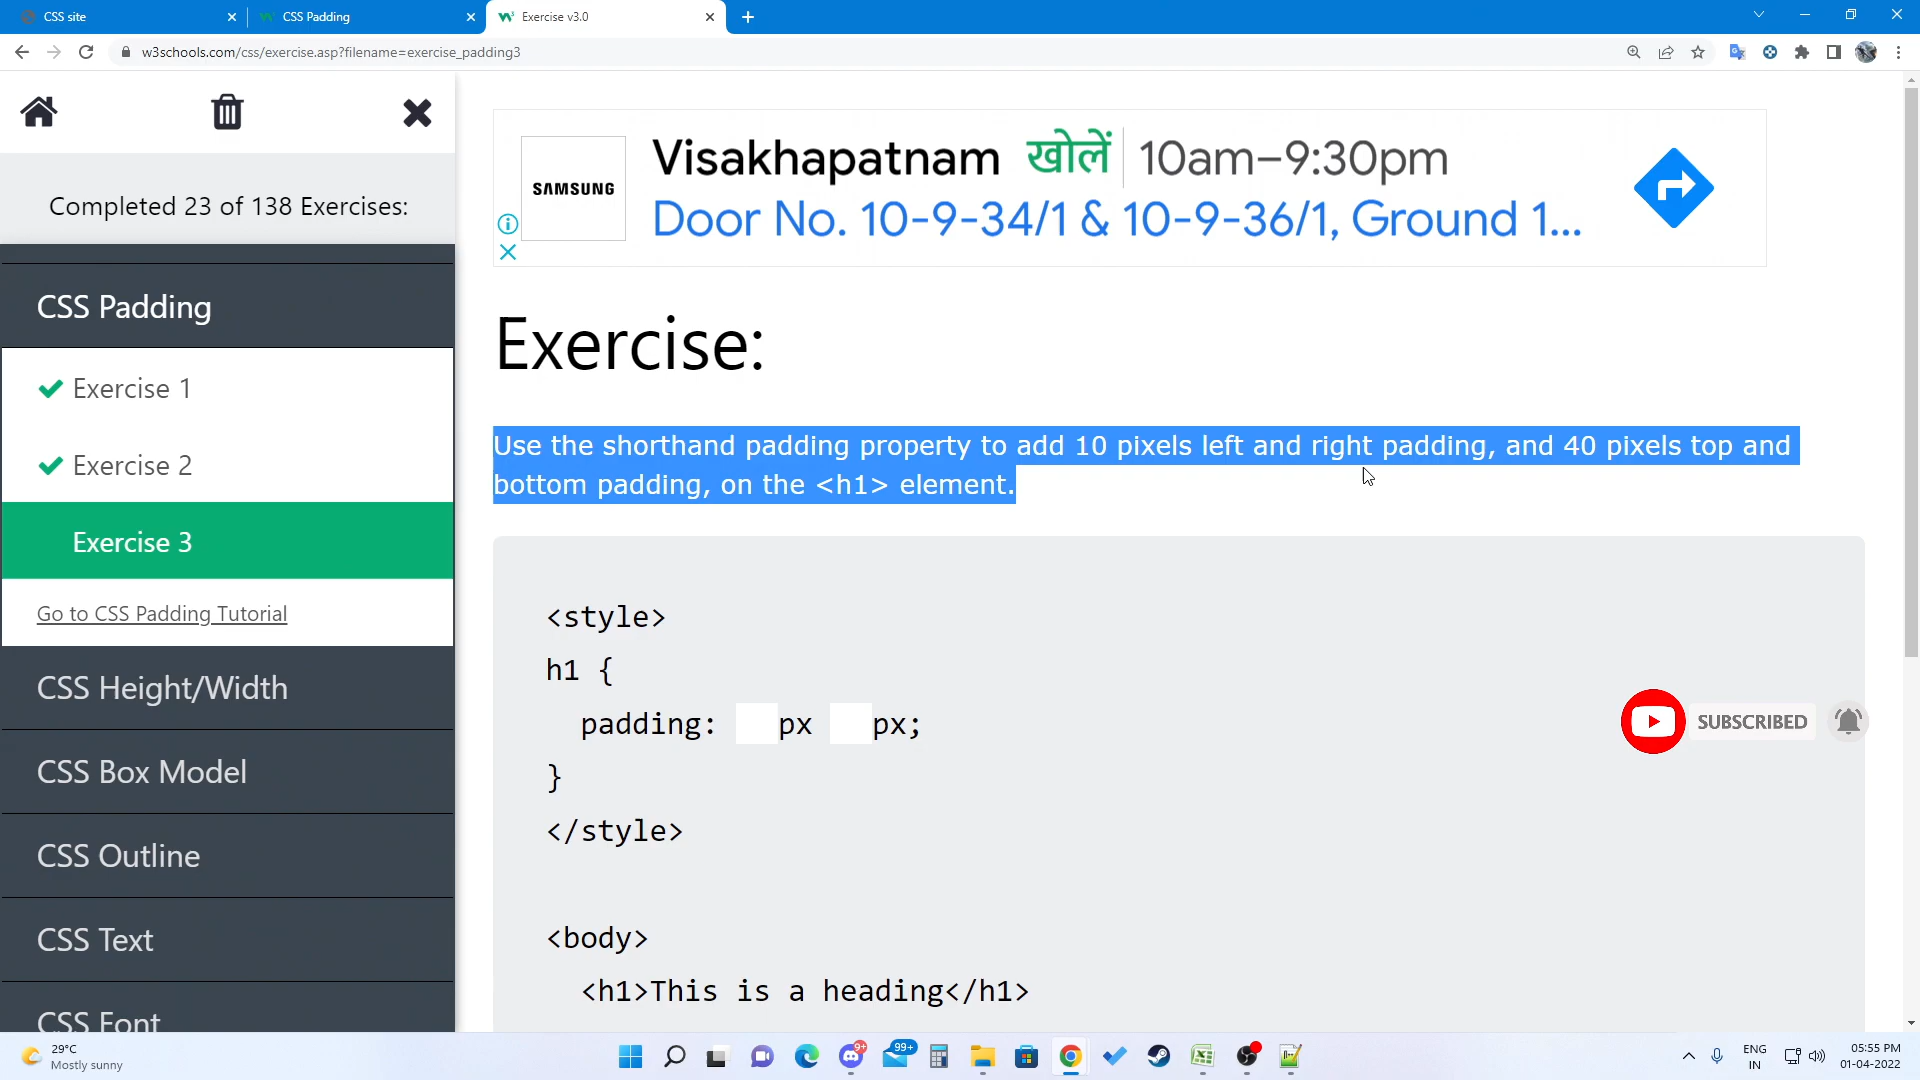 CSS site
CSS Padding
Exercise v3.0
w3schools.com/css/exercise.asp?filename=exercise_padding3
Completed 23 of 138 Exercises:
CSS Padding
Exercise 1
Exercise 2
Exercise 3
Go to CSS Padding Tutorial
CSS Height/Width
CSS Box Model
CSS Outline
CSS Text
CSS Font
SAMSUNG
Visakhapatnam खोलें 10am–9:30pm
Door No. 10-9-34/1 & 10-9-36/1, Ground 1...
Exercise:
Use the shorthand padding property to add 10 pixels left and right padding, and 40 pixels top and
bottom padding, on the <h1> element.
<style>
h1 {
padding: px px;
}
</style>
<body>
<h1>This is a heading</h1>
SUBSCRIBED
29°C
Mostly sunny
9+
99+
ENG
IN
05:55 PM
01-04-2022